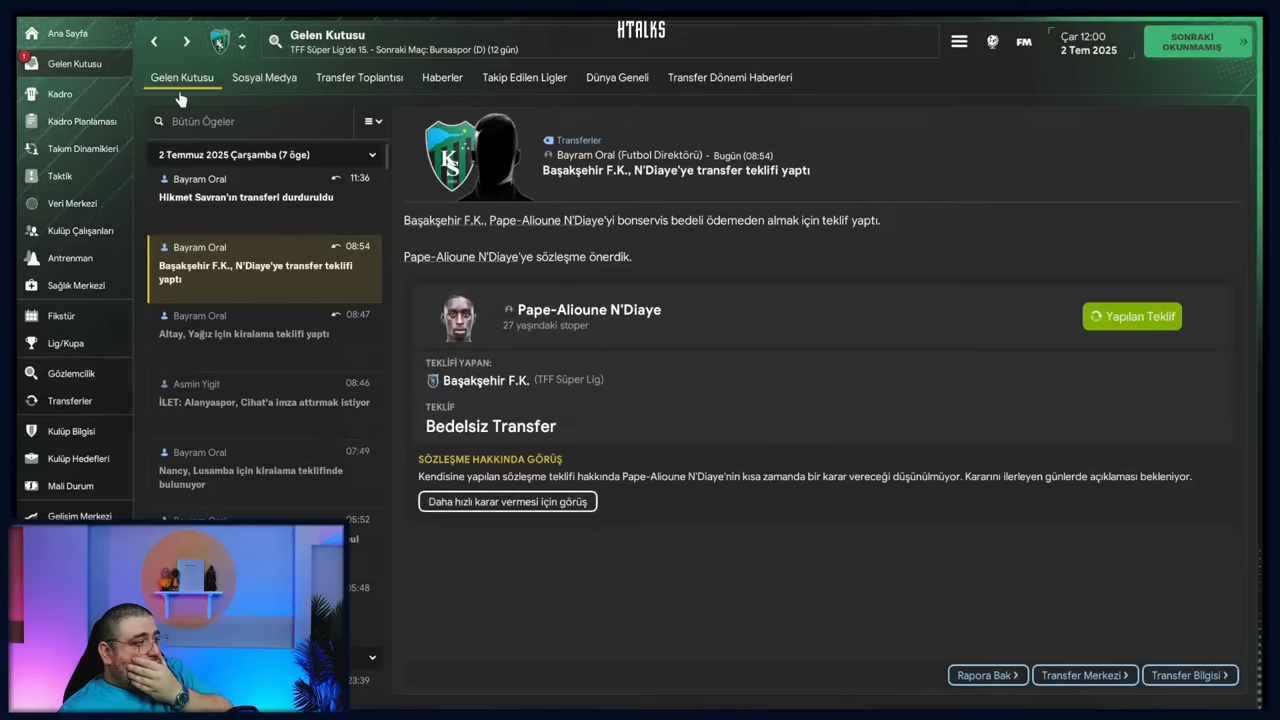 HTALKS
Ana Sayfa
1
Gelen Kutusu
Kadro
Kadro Planlaması
Takım Dinamikleri
Taktik
Veri Merkezi
Kulüp Çalışanları
Antrenman
Sağlık Merkezi
Fikstür
Lig/Kupa
Gözlemcilik
Transferler
Kulüp Bilgisi
Kulüp Hedefleri
Mali Durum
Gelişim Merkezi
Gelen Kutusu
TFF Süper Lig'de 15. - Sonraki Maç: Bursaspor (D) (12 gün)
FM
Çar 12:00
2 Tem 2025
SONRAKİ
OKUNMAMIŞ
Gelen Kutusu
Sosyal Medya
Transfer Toplantısı
Haberler
Takip Edilen Ligler
Dünya Geneli
Transfer Dönemi Haberleri
Bütün Ögeler
2 Temmuz 2025 Çarşamba (7 öge)
Bayram Oral 11:36
Hikmet Savran'ın transferi durduruldu
Bayram Oral 08:54
Başakşehir F.K., N'Diaye'ye transfer teklifi
yaptı
Bayram Oral 08:47
Altay, Yağız için kiralama teklifi yaptı
Asmin Yigit 08:46
İLET: Alanyaspor, Cihat'a imza attırmak istiyor
Bayram Oral 07:49
Nancy, Lusamba için kiralama teklifinde
bulunuyor
05:52
05:48
23:39
KS
Transferler
Bayram Oral (Futbol Direktörü) - Bugün (08:54)
Başakşehir F.K., N'Diaye'ye transfer teklifi yaptı
Başakşehir F.K., Pape-Alioune N'Diaye'yi bonservis bedeli ödemeden almak için teklif yaptı.
Pape-Alioune N'Diaye'ye sözleşme önerdik.
Pape-Alioune N'Diaye
27 yaşındaki stoper
Yapılan Teklif
TEKLİFİ YAPAN:
Başakşehir F.K. (TFF Süper Lig)
TEKLİF
Bedelsiz Transfer
SÖZLEŞME HAKKINDA GÖRÜŞ
Kendisine yapılan sözleşme teklifi hakkında Pape-Alioune N'Diaye'nin kısa zamanda bir karar vereceği düşünülmüyor. Kararını ilerleyen günlerde açıklaması bekleniyor.
Daha hızlı karar vermesi için görüş
Rapora Bak
Transfer Merkezi
Transfer Bilgisi